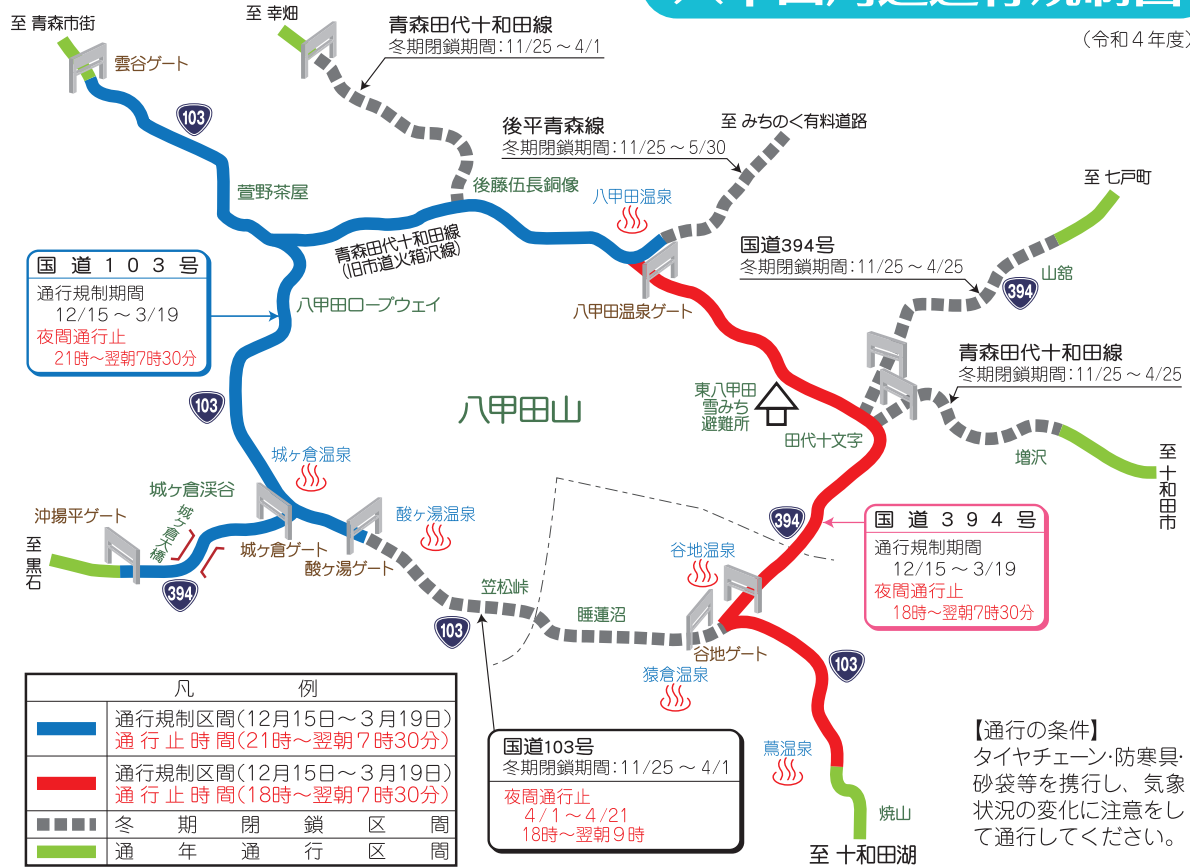 八甲田周辺通行規制図
(令和4年度)
至 青森市街
雲谷ゲート
至 幸畑
青森田代十和田線
冬期閉鎖期間:11/25～4/1
103
後平青森線
冬期閉鎖期間:11/25～5/30
至 みちのく有料道路
至 七戸町
萱野茶屋
後藤伍長銅像
八甲田温泉
青森田代十和田線
(旧市道火箱沢線)
国道394号
冬期閉鎖期間:11/25～4/25
394
山舘
国道103号
通行規制期間
12/15～3/19
夜間通行止
21時～翌朝7時30分
八甲田ロープウェイ
八甲田温泉ゲート
青森田代十和田線
冬期閉鎖期間:11/25～4/25
103
八甲田山
東八甲田
雪みち
避難所
田代十文字
増沢
至 十和田市
城ヶ倉温泉
城ヶ倉渓谷
城ヶ倉大橋
沖揚平ゲート
至 黒石
394
城ヶ倉ゲート
酸ヶ湯温泉
酸ヶ湯ゲート
394
国道394号
通行規制期間
12/15～3/19
夜間通行止
18時～翌朝7時30分
谷地温泉
笠松峠
103
睡蓮沼
谷地ゲート
猿倉温泉
103
蔦温泉
焼山
至 十和田湖
国道103号
冬期閉鎖期間:11/25～4/1
夜間通行止
4/1～4/21
18時～翌朝9時
凡例
通行規制区間(12月15日～3月19日)
通行止時間(21時～翌朝7時30分)
通行規制区間(12月15日～3月19日)
通行止時間(18時～翌朝7時30分)
冬期閉鎖区間
通年通行区間
【通行の条件】
タイヤチェーン・防寒具・
砂袋等を携行し、気象
状況の変化に注意をし
て通行してください。